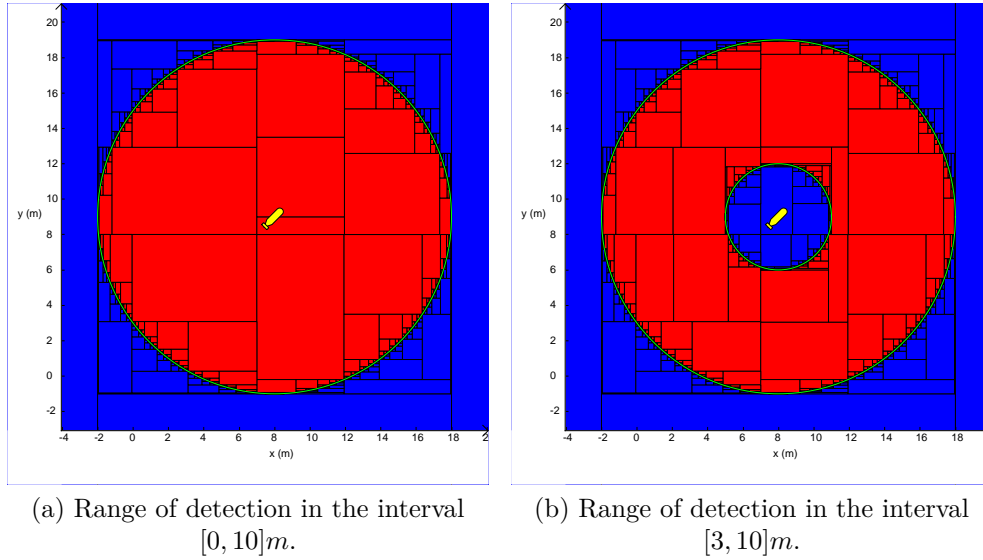 20
18
16
14
12
10
y (m)
8
6
4
2
0
-2
-4 -2 0 2 4 6 8 10 12 14 16 18 2
x (m)
20
18
16
14
12
10
y (m)
8
6
4
2
0
-2
-4 -2 0 2 4 6 8 10 12 14 16 18
x (m)
(a) Range of detection in the interval
[0, 10]m.
(b) Range of detection in the interval
[3, 10]m.